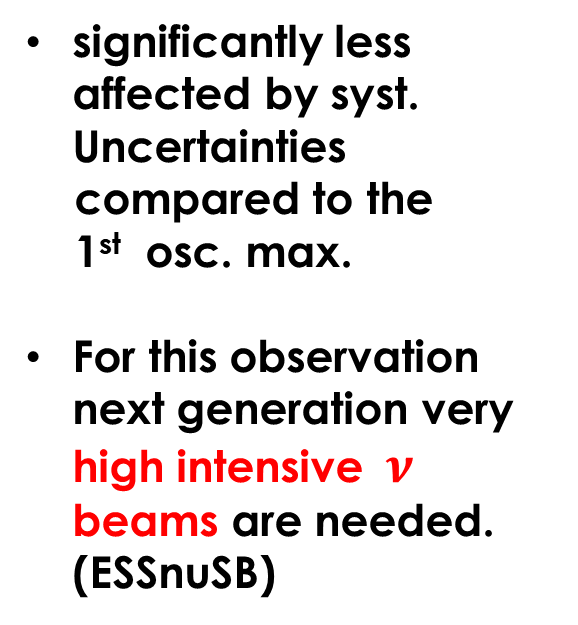 • significantly less
affected by syst.
Uncertainties
compared to the
1st osc. max.
• For this observation
next generation very
high intensive ν
beams are needed.
(ESSnuSB)